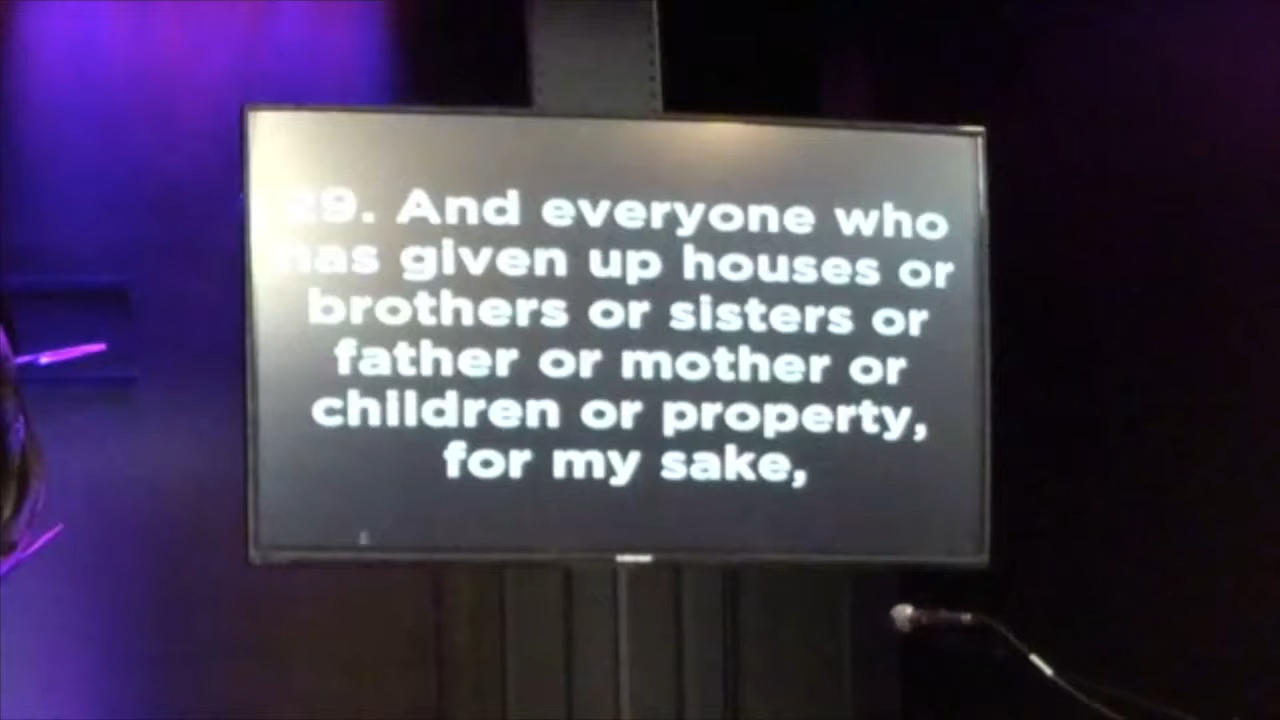 29. And everyone who
has given up houses or
brothers or sisters or
father or mother or
children or property,
for my sake,